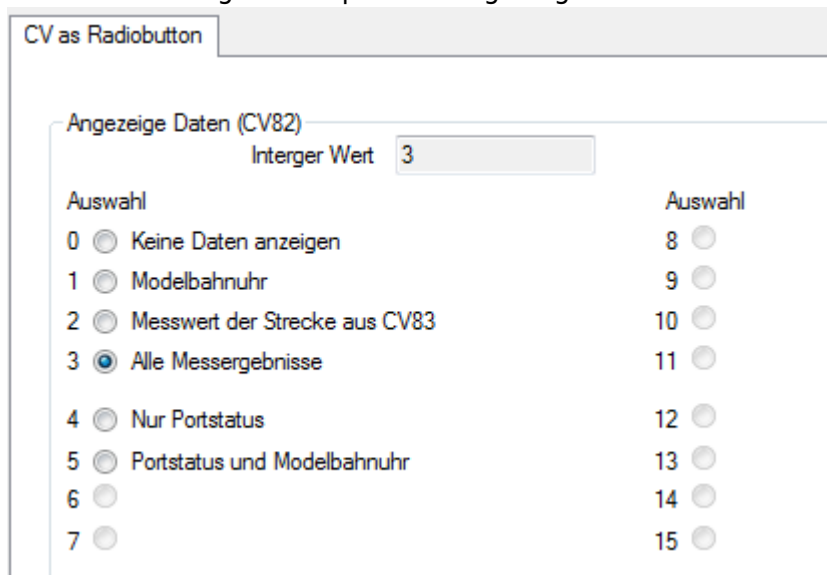 CV as Radiobutton
Angezeige Daten (CV82)
Interger Wert 3
Auswahl Auswahl
0 Keine Daten anzeigen 8
1 Modelbahnuhr 9
2 Messwert der Strecke aus CV83 10
3 Alle Messergebnisse 11
4 Nur Portstatus 12
5 Portstatus und Modelbahnuhr 13
6 14
7 15